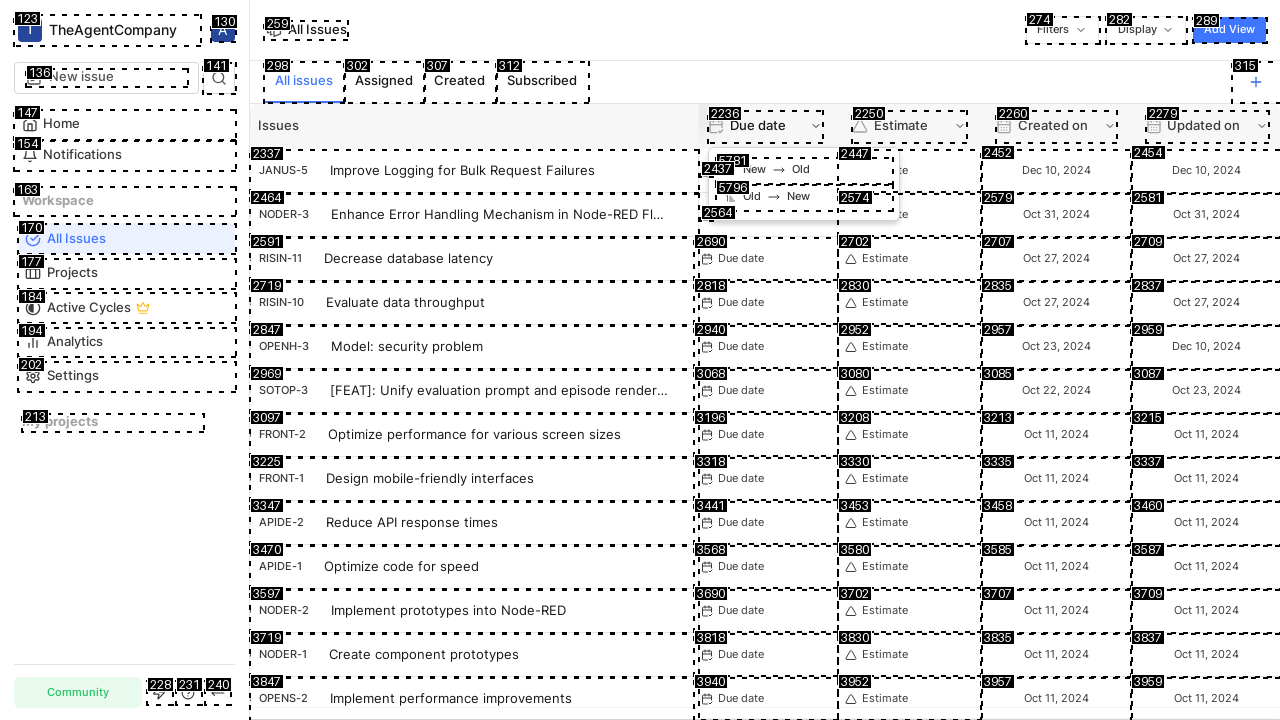 123
130
T
TheAgentCompany
A
136
New issue
141
147
Home
154
Notifications
163
Workspace
170
All Issues
177
Projects
184
Active Cycles
194
Analytics
202
Settings
213
My projects
Community
228
231
240
259
All Issues
274
Filters
282
Display
289
Add View
298
All issues
302
Assigned
307
Created
312
Subscribed
315
Issues
2236
Due date
2250
Estimate
2260
Created on
2279
Updated on
5781
New → Old
5796
Old → New
2337
JANUS-5 Improve Logging for Bulk Request Failures
2437
2447
2452
Dec 10, 2024
2454
Dec 10, 2024
2464
NODER-3 Enhance Error Handling Mechanism in Node-RED Fl...
2564
2574
2579
Oct 31, 2024
2581
Oct 31, 2024
2591
RISIN-11 Decrease database latency
2690
Due date
2702
Estimate
2707
Oct 27, 2024
2709
Oct 27, 2024
2719
RISIN-10 Evaluate data throughput
2818
Due date
2830
Estimate
2835
Oct 27, 2024
2837
Oct 27, 2024
2847
OPENH-3 Model: security problem
2940
Due date
2952
Estimate
2957
Oct 23, 2024
2959
Dec 10, 2024
2969
SOTOP-3 [FEAT]: Unify evaluation prompt and episode render...
3068
Due date
3080
Estimate
3085
Oct 22, 2024
3087
Oct 23, 2024
3097
FRONT-2 Optimize performance for various screen sizes
3196
Due date
3208
Estimate
3213
Oct 11, 2024
3215
Oct 11, 2024
3225
FRONT-1 Design mobile-friendly interfaces
3318
Due date
3330
Estimate
3335
Oct 11, 2024
3337
Oct 11, 2024
3347
APIDE-2 Reduce API response times
3441
Due date
3453
Estimate
3458
Oct 11, 2024
3460
Oct 11, 2024
3470
APIDE-1 Optimize code for speed
3568
Due date
3580
Estimate
3585
Oct 11, 2024
3587
Oct 11, 2024
3597
NODER-2 Implement prototypes into Node-RED
3690
Due date
3702
Estimate
3707
Oct 11, 2024
3709
Oct 11, 2024
3719
NODER-1 Create component prototypes
3818
Due date
3830
Estimate
3835
Oct 11, 2024
3837
Oct 11, 2024
3847
OPENS-2 Implement performance improvements
3940
Due date
3952
Estimate
3957
Oct 11, 2024
3959
Oct 11, 2024